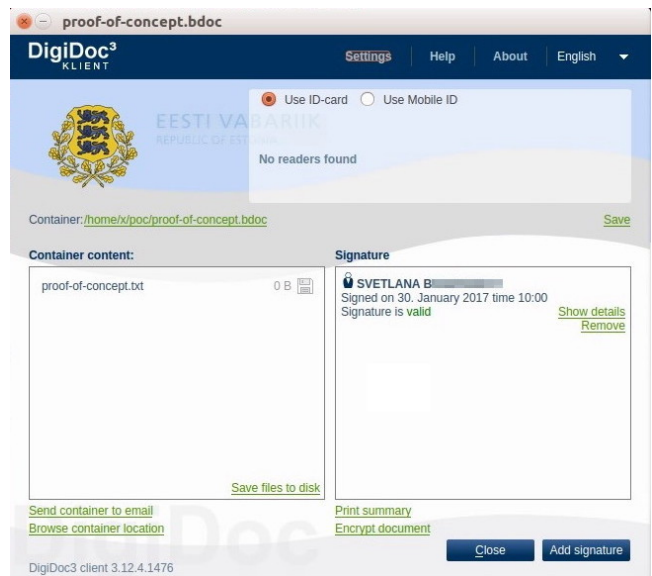 proof-of-concept.bdoc
DigiDoc³
KLIENT
Settings Help About English
Use ID-card Use Mobile ID
EESTI VABARIIK
REPUBLIC OF EST
No readers found
Container:/home/x/poc/proof-of-concept.bdoc Save
Container content: Signature
proof-of-concept.txt 0 B
SVETLANA B
Signed on 30. January 2017 time 10:00
Signature is valid
Show details
Remove
Save files to disk
Send container to email
Browse container location
Print summary
Encrypt document
DigiDoc
Close Add signature
DigiDoc3 client 3.12.4.1476